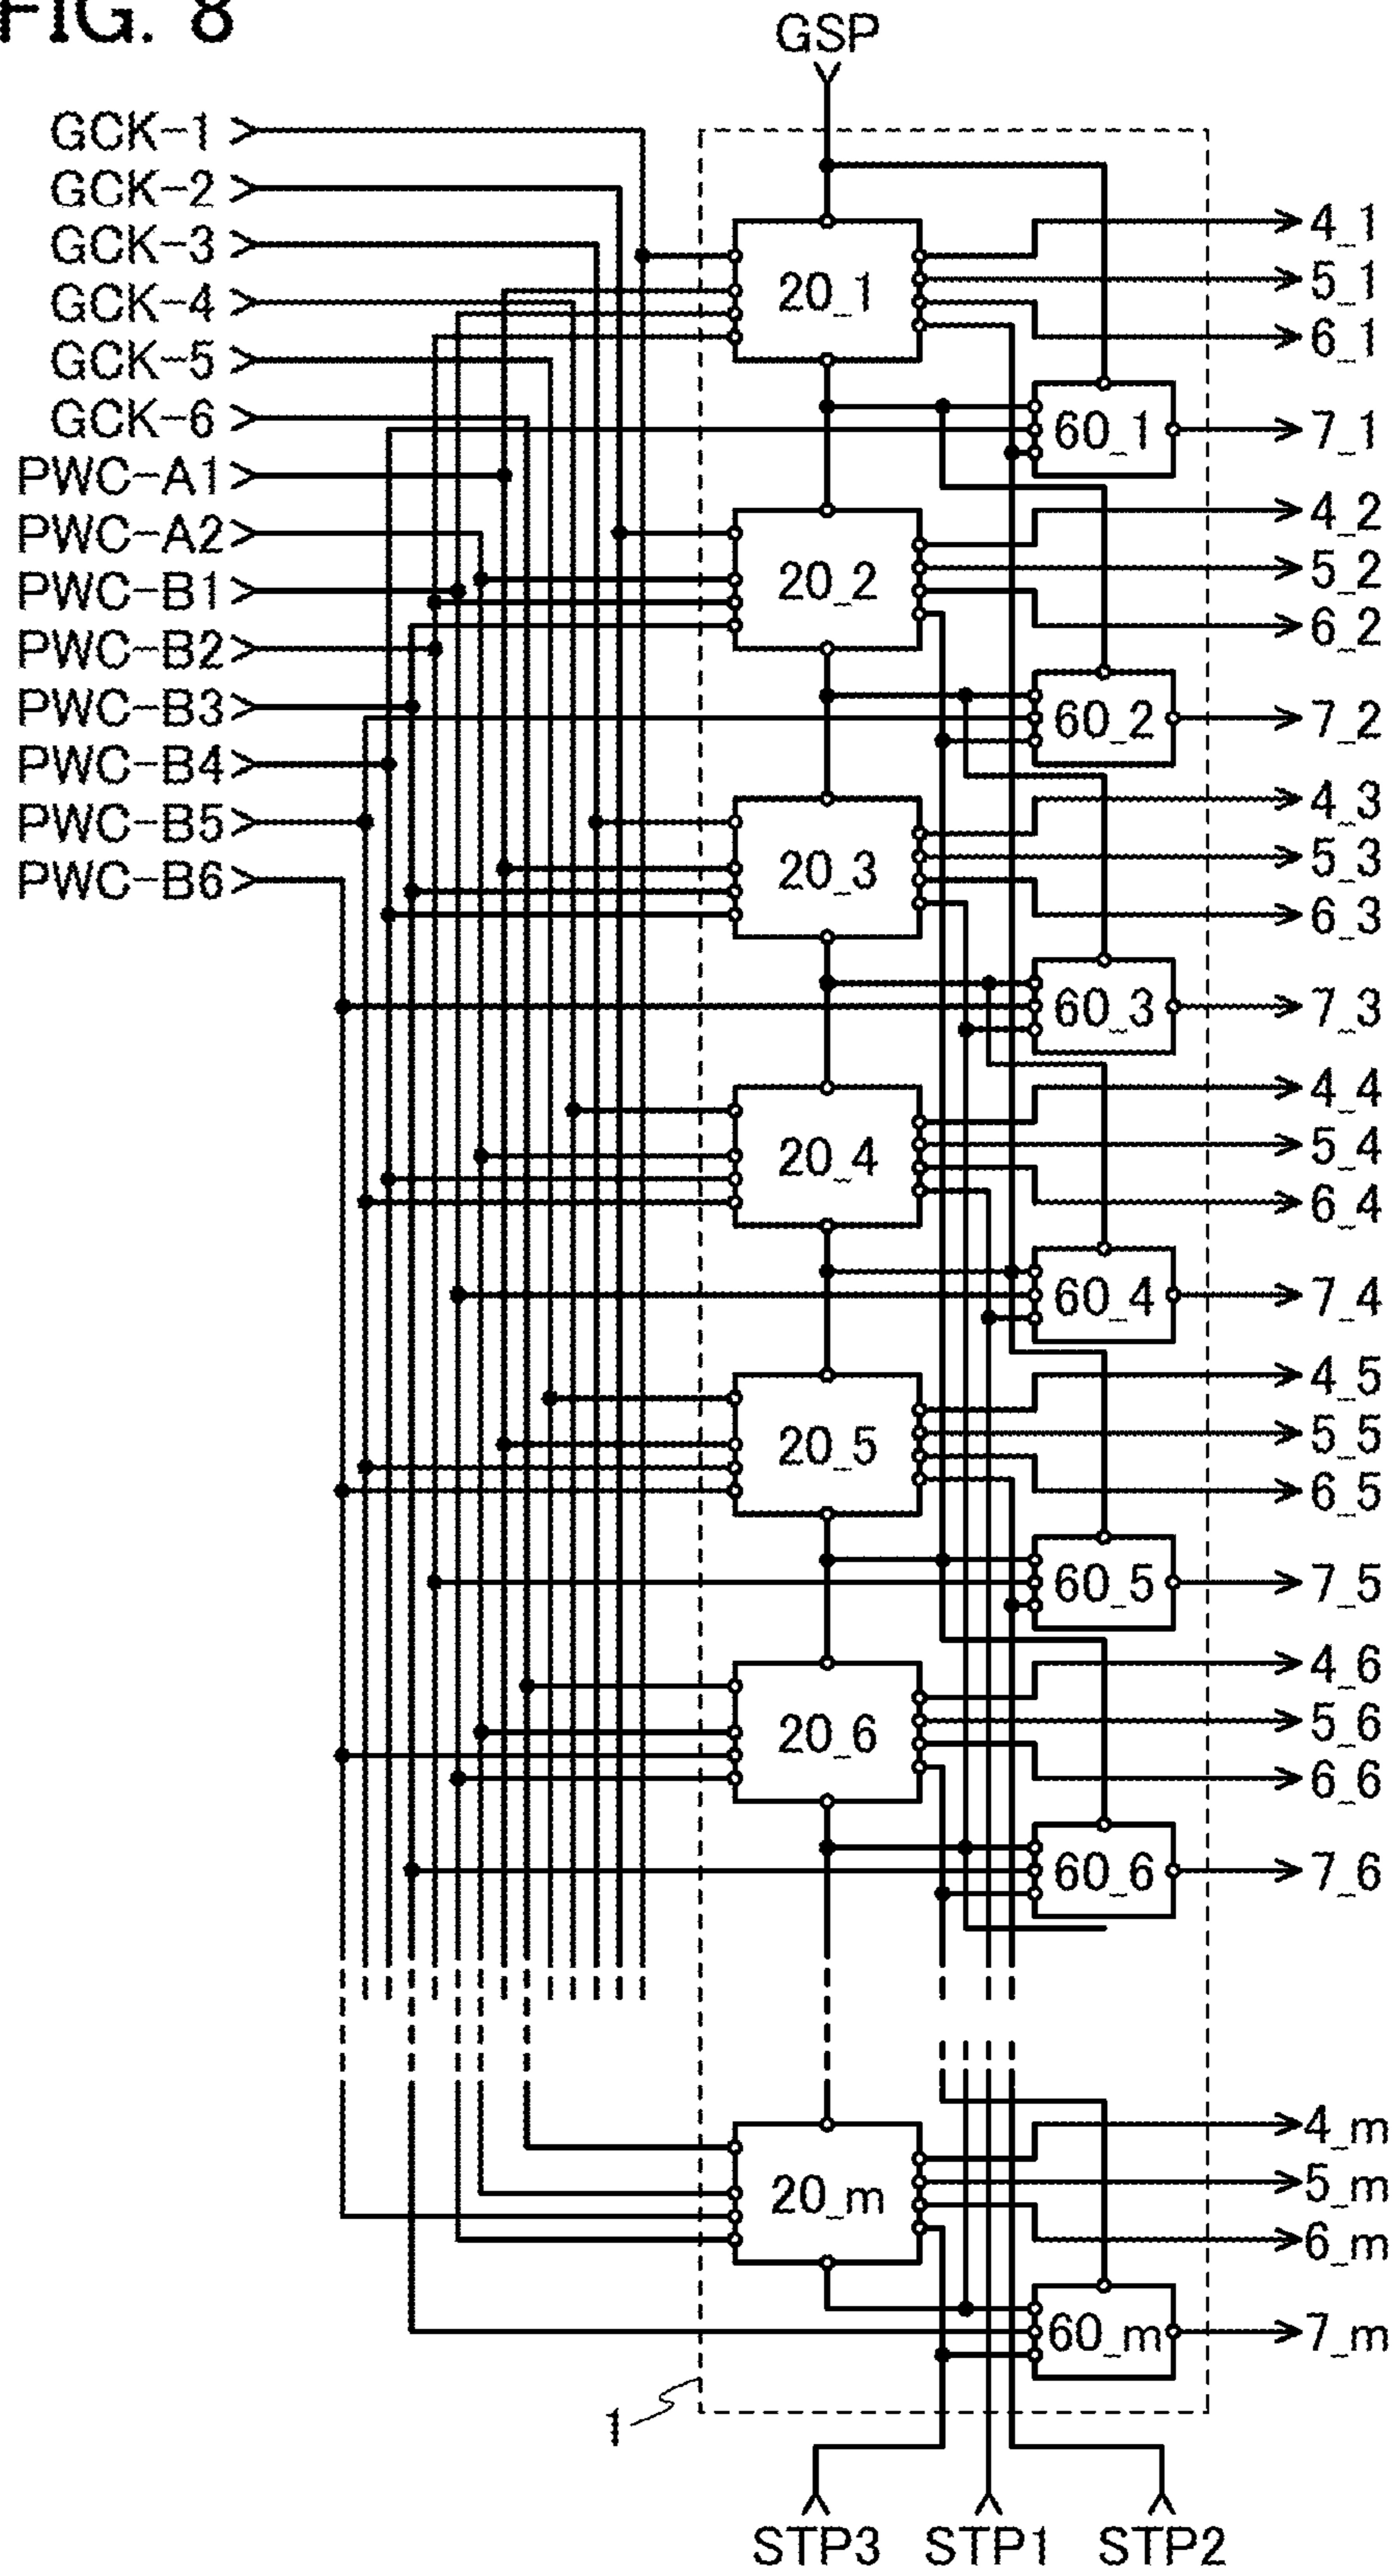 FIG. 8
GSP
GCK-1
GCK-2
GCK-3
GCK-4
GCK-5
GCK-6
PWC-A1
PWC-A2
PWC-B1
PWC-B2
PWC-B3
PWC-B4
PWC-B5
PWC-B6
20_1
4_1
5_1
6_1
60_1
7_1
20_2
4_2
5_2
6_2
60_2
7_2
20_3
4_3
5_3
6_3
60_3
7_3
20_4
4_4
5_4
6_4
60_4
7_4
20_5
4_5
5_5
6_5
60_5
7_5
20_6
4_6
5_6
6_6
60_6
7_6
20_m
4_m
5_m
6_m
60_m
7_m
1
STP3
STP1
STP2